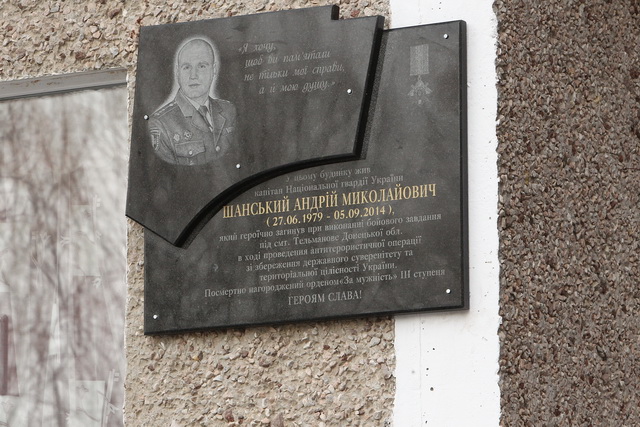 «Я хочу,
щоб ви пам'ятали
не тільки мої справи,
а й мою душу.»
У цьому будинку жив
капітан Національної гвардії України
ШАНСЬКИЙ АНДРІЙ МИКОЛАЙОВИЧ
( 27.06.1979 - 05.09.2014 ),
який героїчно загинув при виконанні бойового завдання
під смт. Тельманове Донецької обл.
в ході проведення антитерористичної операції
зі збереження державного суверенітету та
територіальної цілісності України.
Посмертно нагороджений орденом «За мужність» ІІІ ступеня
ГЕРОЯМ СЛАВА!